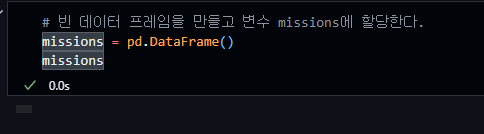 # 빈 데이터 프레임을 만들고 변수 missions에 할당한다.
missions = pd.DataFrame()
missions
0.0s